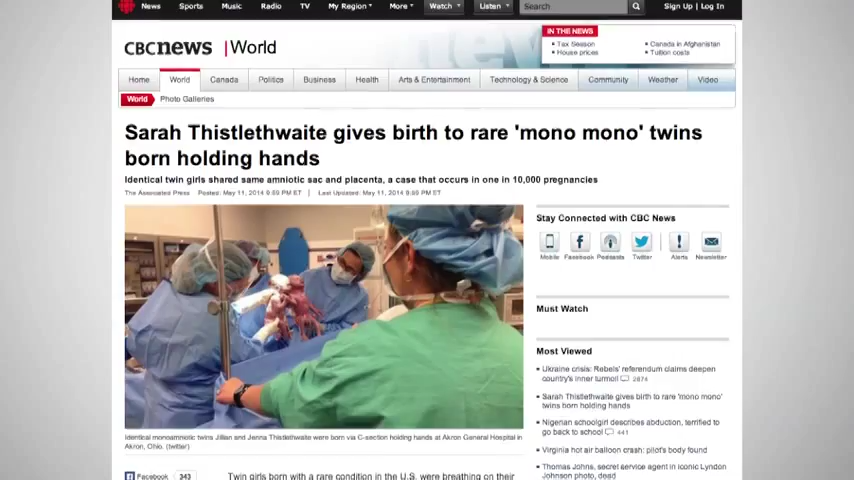 News Sports Music Radio TV My Region More Watch Listen Search Sign Up | Log In
CBCnews | World
IN THE NEWS
Tax Season
House prices
Canada in Afghanistan
Tuition costs
Home World Canada Politics Business Health Arts & Entertainment Technology & Science Community Weather Video
World Photo Galleries
Sarah Thistlethwaite gives birth to rare 'mono mono' twins
born holding hands
Identical twin girls shared same amniotic sac and placenta, a case that occurs in one in 10,000 pregnancies
The Associated Press Posted: May 11, 2014 9:09 PM ET | Last Updated: May 11, 2014 9:09 PM ET
Identical monoamniotic twins Jillian and Jenna Thistlethwaite were born via C-section holding hands at Akron General Hospital in
Akron, Ohio. (twitter)
Facebook 343
Twin girls born with a rare condition in the U.S. were breathing on their
Stay Connected with CBC News
Mobile Facebook Podcasts Twitter Alerts Newsletter
Must Watch
Most Viewed
Ukraine crisis: Rebels' referendum claims deepen
country's inner turmoil 2874
Sarah Thistlethwaite gives birth to rare 'mono mono'
twins born holding hands
Nigerian schoolgirl describes abduction, terrified to
go back to school 441
Virginia hot air balloon crash: pilot's body found
Thomas Johns, secret service agent in iconic Lyndon
Johnson photo, dead